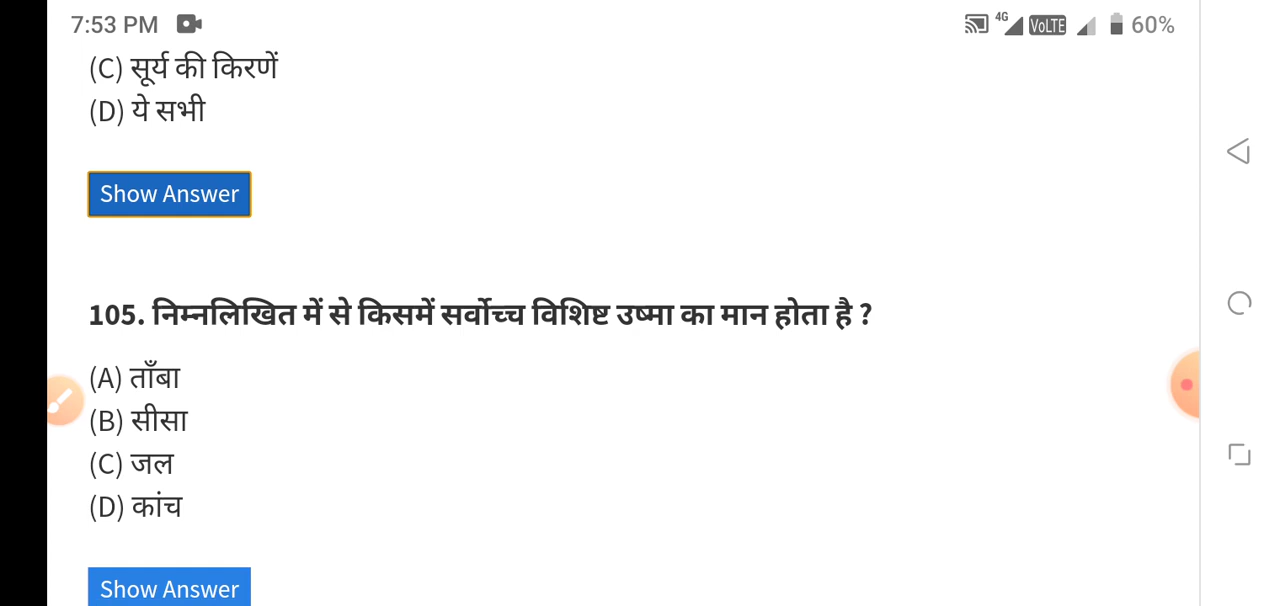 7:53 PM 4G VoLTE 60%
(C) सूर्य की किरणें
(D) ये सभी
Show Answer
105. निम्नलिखित में से किसमें सर्वोच्च विशिष्ट उष्मा का मान होता है ?
(A) ताँबा
(B) सीसा
(C) जल
(D) कांच
Show Answer